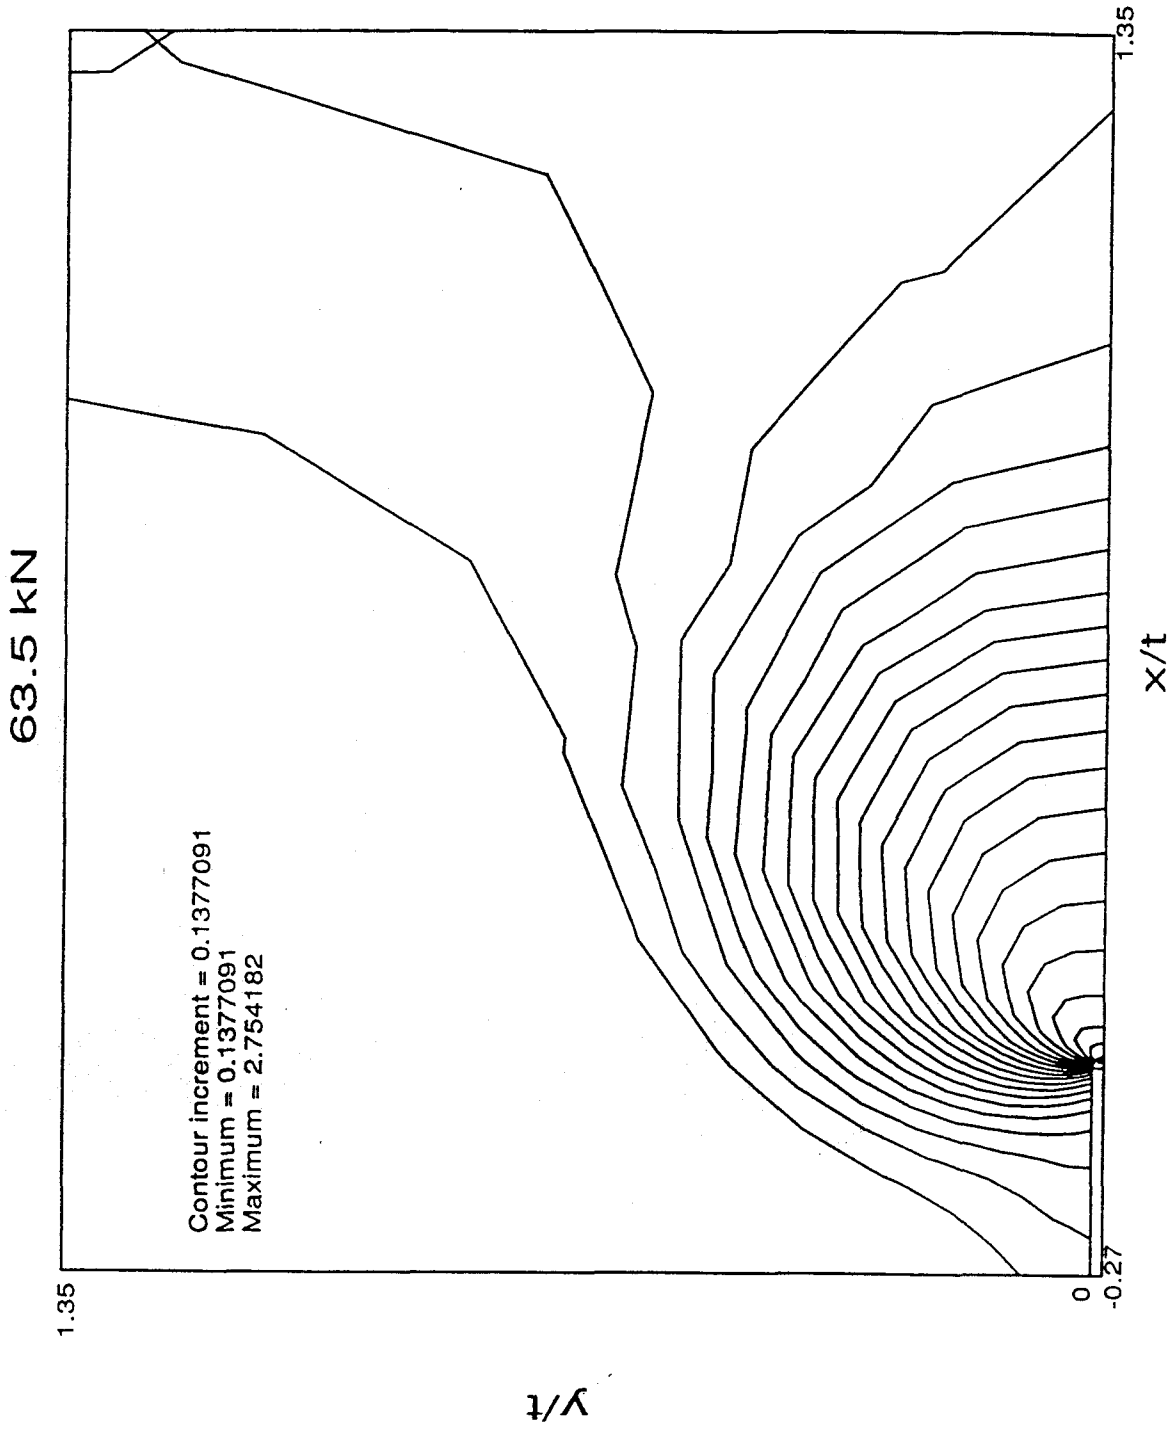 63.5 kN
1.35
Contour increment = 0.1377091
Minimum = 0.1377091
Maximum = 2.754182
y/t
0
-0.27
x/t
1.35